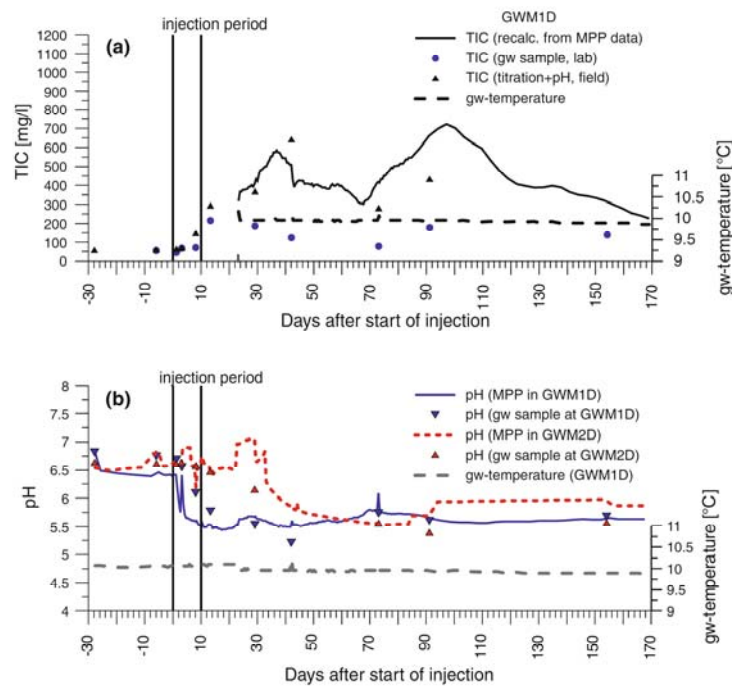 GWM1D
injection period
(a)
TIC (recalc. from MPP data)
TIC (gw sample, lab)
TIC (titration+pH, field)
gw-temperature
1200
1100
1000
900
800
700
600
500
400
300
200
100
0
TIC [mg/l]
11
10.5
10
9.5
9
gw-temperature [°C]
-30 -10 10 30 50 70 90 110 130 150 170
Days after start of injection
injection period
(b)
pH (MPP in GWM1D)
pH (gw sample at GWM1D)
pH (MPP in GWM2D)
pH (gw sample at GWM2D)
gw-temperature (GWM1D)
8
7.5
7
6.5
6
5.5
5
4.5
4
pH
11
10.5
10
9.5
9
gw-temperature [°C]
-30 -10 10 30 50 70 90 110 130 150 170
Days after start of injection